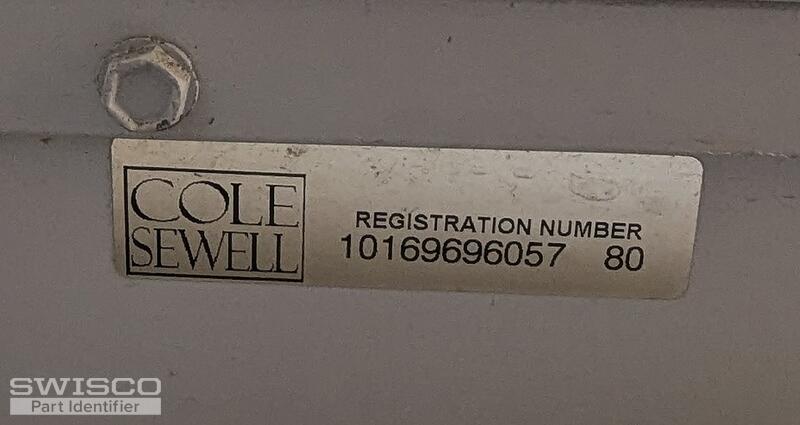 COLE
SEWELL
REGISTRATION NUMBER
10169696057 80
SWISCO
Part Identifier